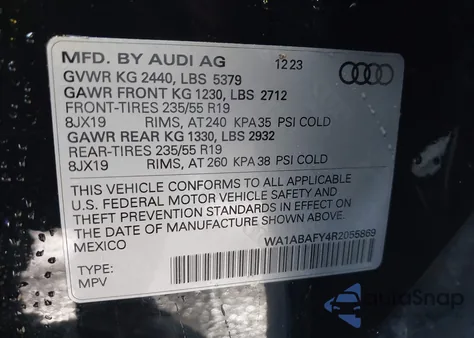 MFD. BY AUDI AG 12 23
GVWR KG 2440, LBS 5379
GAWR FRONT KG 1230, LBS 2712
FRONT-TIRES 235/55 R19
8JX19 RIMS, AT 240 KPA 35 PSI COLD
GAWR REAR KG 1330, LBS 2932
REAR-TIRES 235/55 R19
8JX19 RIMS, AT 260 KPA 38 PSI COLD
THIS VEHICLE CONFORMS TO ALL APPLICABLE
U.S. FEDERAL MOTOR VEHICLE SAFETY AND
THEFT PREVENTION STANDARDS IN EFFECT ON
THE DATE OF MANUFACTURE SHOWN ABOVE.
MEXICO
WA1ABAFY4R2055869
TYPE:
MPV
AutoSnap